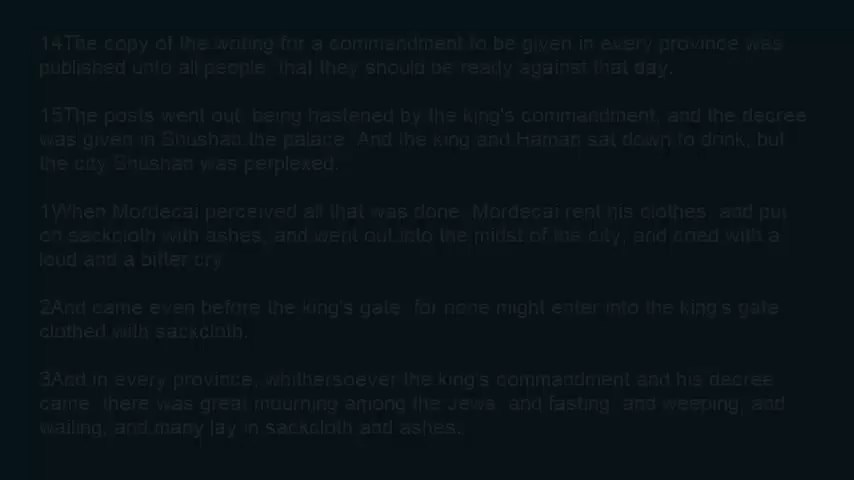 14The copy of the writing for a commandment to be given in every province was
published unto all people, that they should be ready against that day.
15The posts went out, being hastened by the king's commandment, and the decree
was given in Shushan the palace. And the king and Haman sat down to drink; but
the city Shushan was perplexed.
1When Mordecai perceived all that was done, Mordecai rent his clothes, and put
on sackcloth with ashes, and went out into the midst of the city, and cried with a
loud and a bitter cry
2And came even before the king's gate: for none might enter into the king's gate
clothed with sackcloth.
3And in every province, whithersoever the king's commandment and his decree
came, there was great mourning among the Jews, and fasting, and weeping, and
wailing; and many lay in sackcloth and ashes.